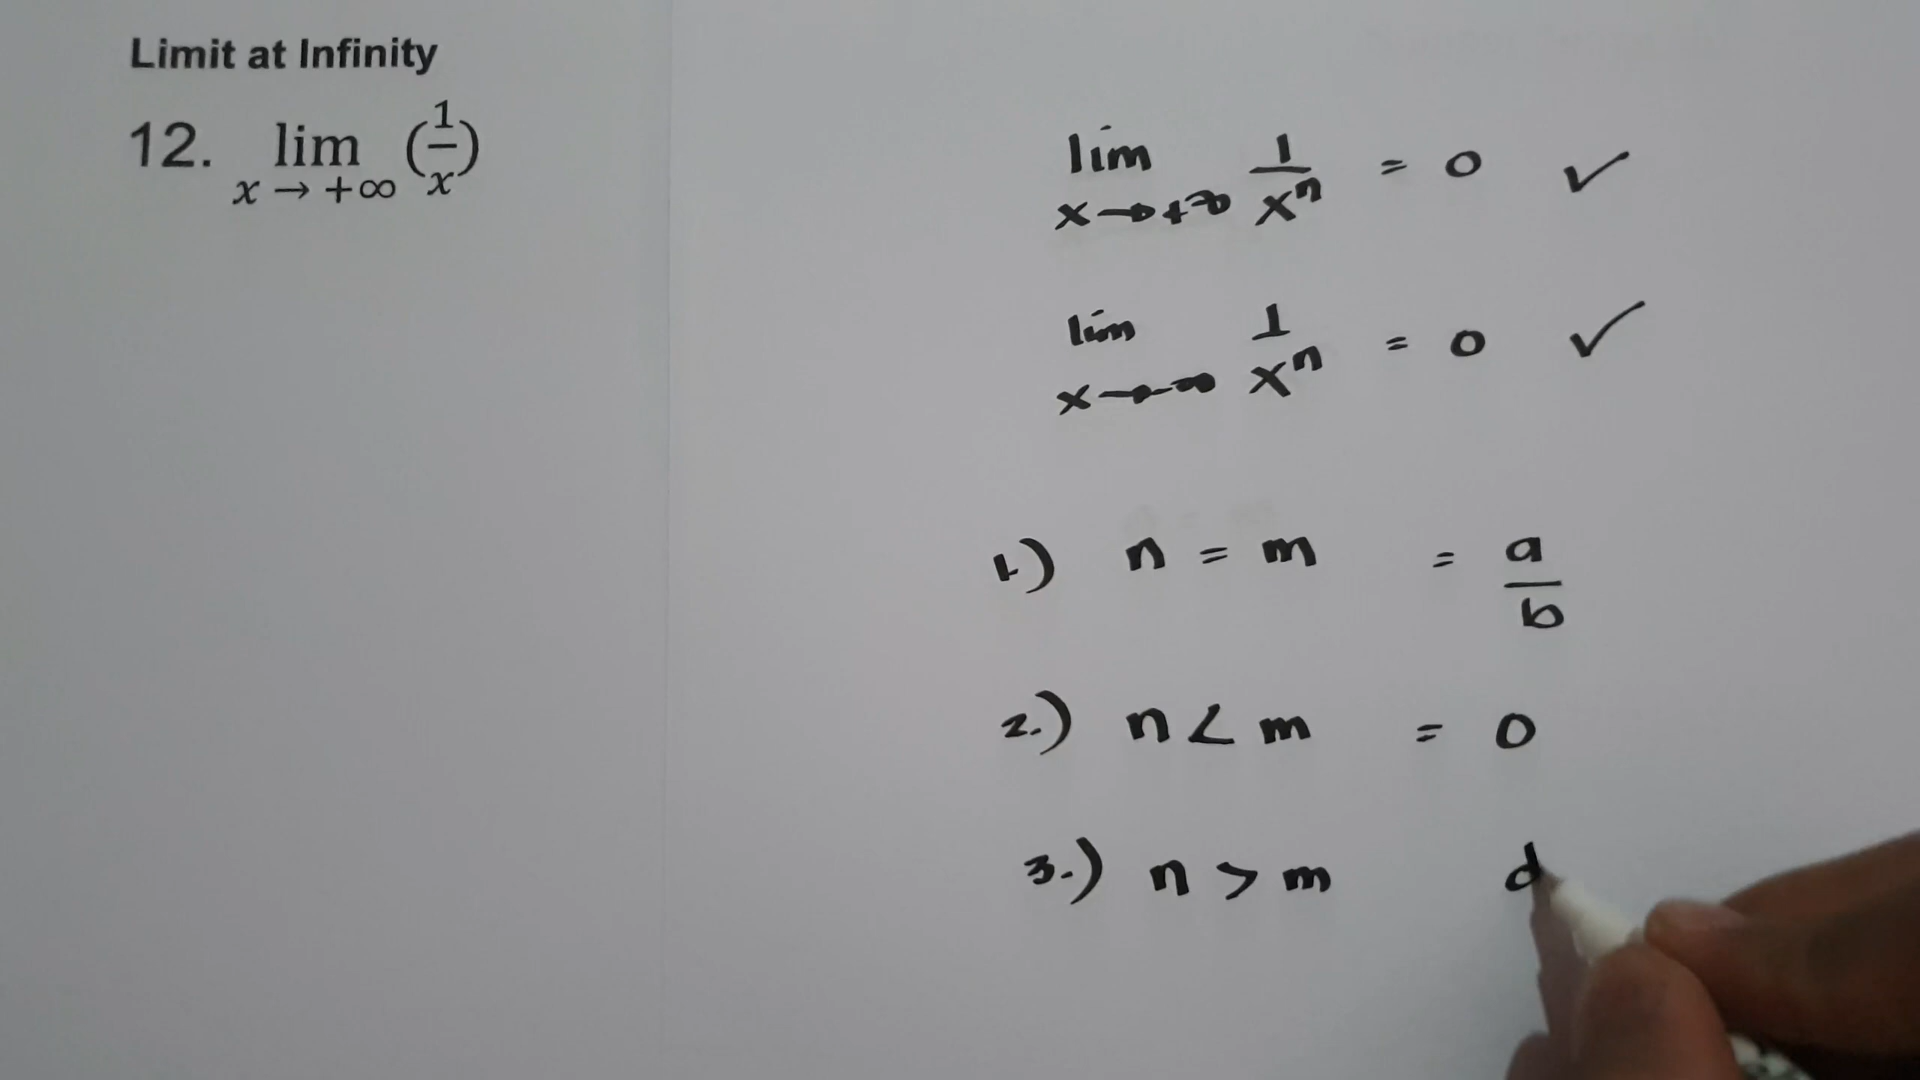 Limit at Infinity
12. lim x → +∞ (1/x)
lim x → +∞ 1/xⁿ = 0 ✓
lim x → -∞ 1/xⁿ = 0 ✓
1.) n = m = a/b
2.) n < m = 0
3.) n > m d